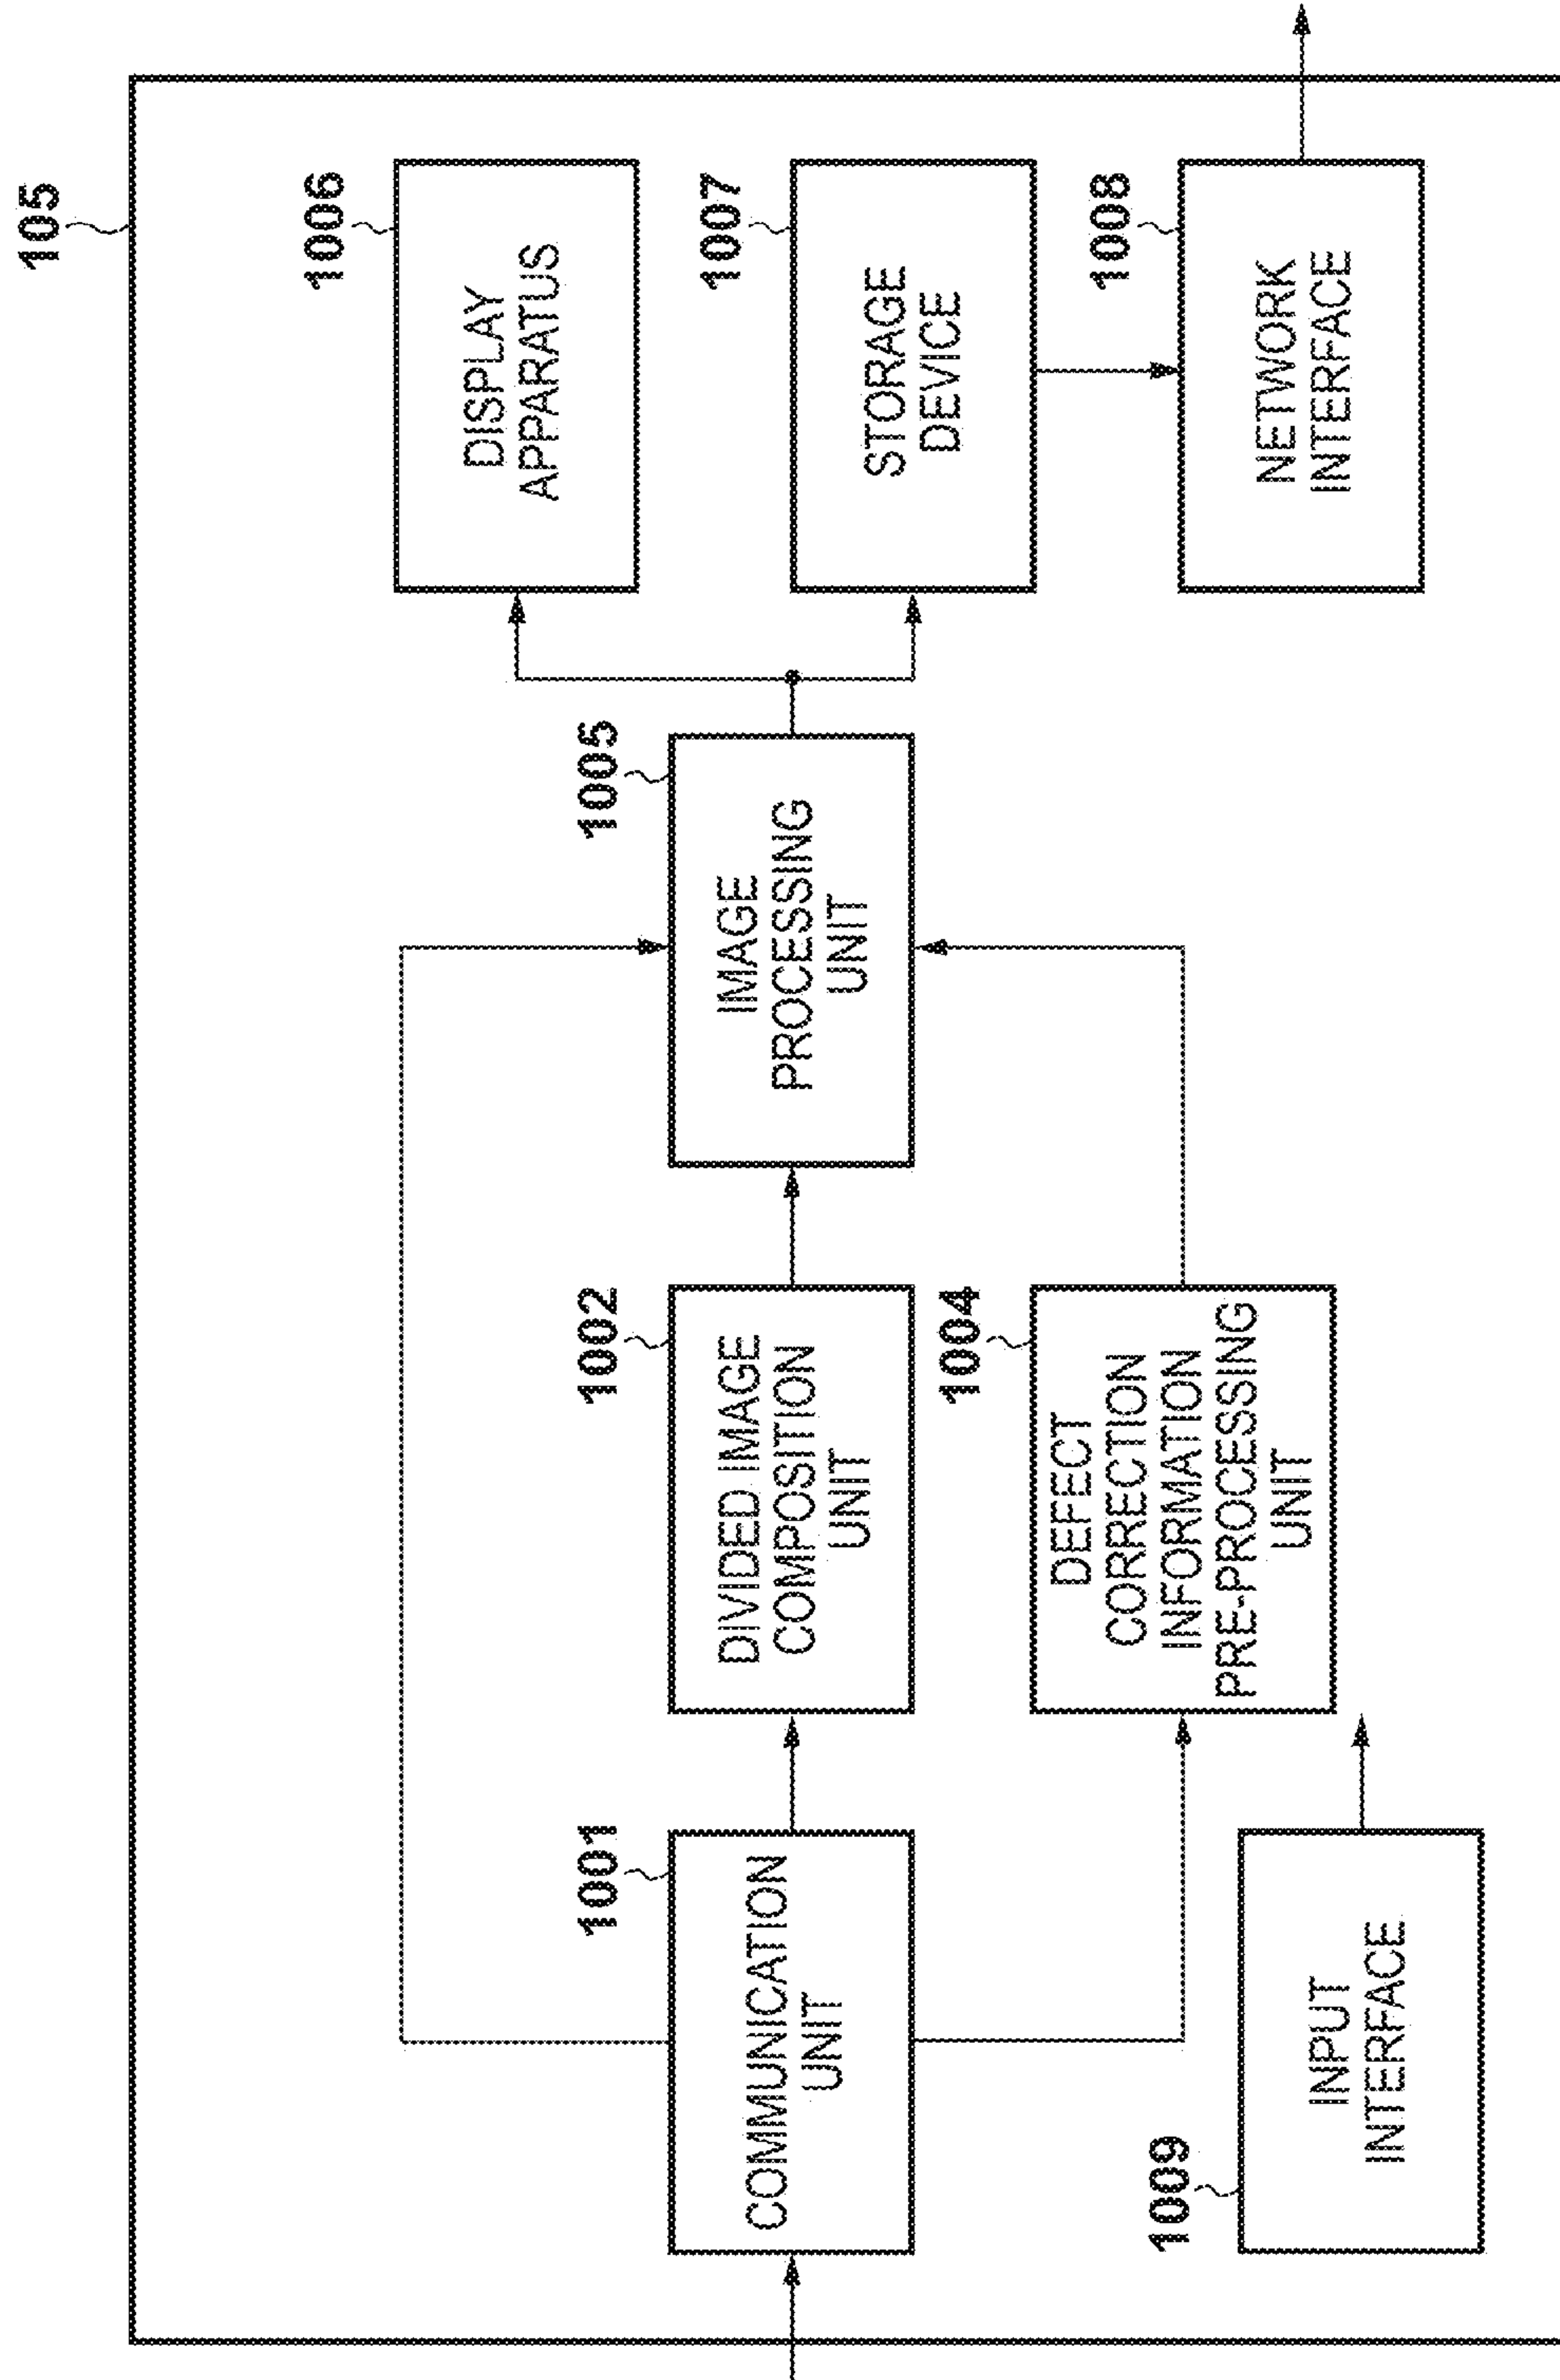 105
1001
COMMUNICATION
UNIT
1002
DIVIDED IMAGE
COMPOSITION
UNIT
1005
IMAGE
PROCESSING
UNIT
1006
DISPLAY
APPARATUS
1007
STORAGE
DEVICE
1008
NETWORK
INTERFACE
1004
DEFECT
CORRECTION
INFORMATION
PRE-PROCESSING
UNIT
1009
INPUT
INTERFACE